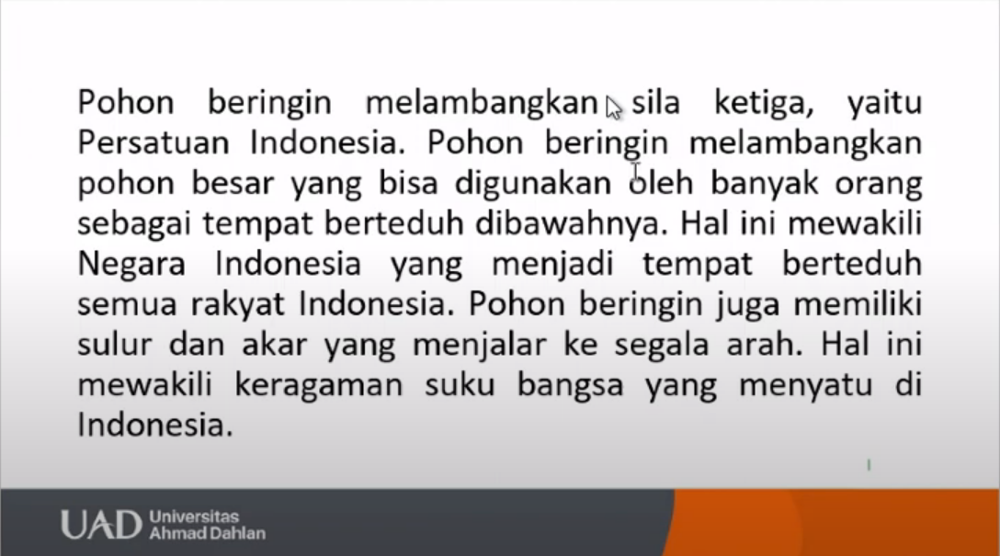 Pohon beringin melambangkan sila ketiga, yaitu
Persatuan Indonesia. Pohon beringin melambangkan
pohon besar yang bisa digunakan oleh banyak orang
sebagai tempat berteduh dibawahnya. Hal ini mewakili
Negara Indonesia yang menjadi tempat berteduh
semua rakyat Indonesia. Pohon beringin juga memiliki
sulur dan akar yang menjalar ke segala arah. Hal ini
mewakili keragaman suku bangsa yang menyatu di
Indonesia.
UAD Universitas
Ahmad Dahlan